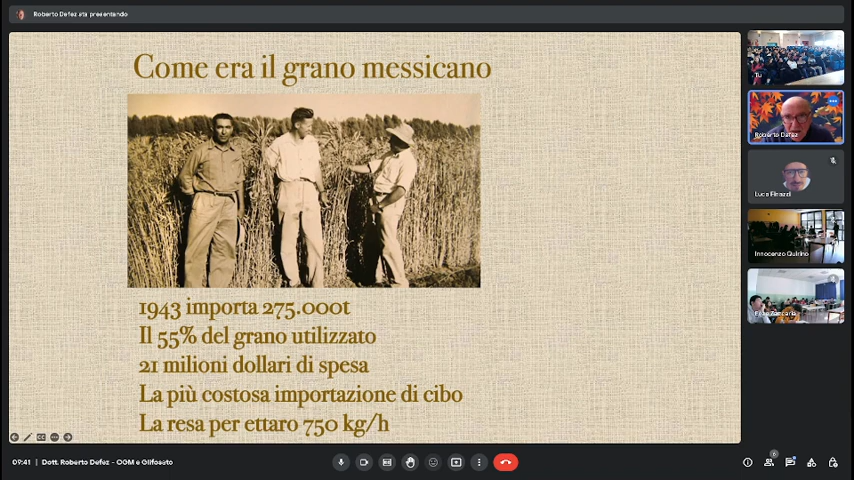 Roberto Defez sta presentando
Come era il grano messicano
1943 importa 275.000t
Il 55% del grano utilizzato
21 milioni dollari di spesa
La più costosa importazione di cibo
La resa per ettaro 750 kg/h
Tu
Roberto Defez
Innocenzo Quirino
09:41 | Dott. Roberto Defez - OGM e Glifosato
6